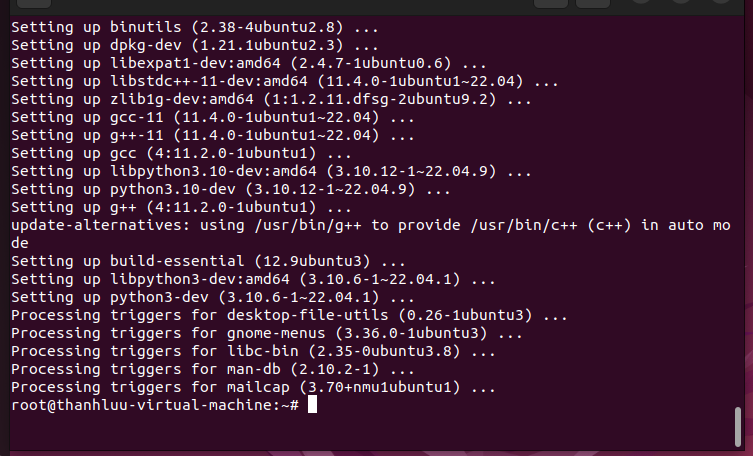 Setting up binutils (2.38-4ubuntu2.8) ...
Setting up dpkg-dev (1.21.1ubuntu2.3) ...
Setting up libexpat1-dev:amd64 (2.4.7-1ubuntu0.6) ...
Setting up libstdc++-11-dev:amd64 (11.4.0-1ubuntu1~22.04) ...
Setting up zlib1g-dev:amd64 (1:1.2.11.dfsg-2ubuntu9.2) ...
Setting up gcc-11 (11.4.0-1ubuntu1~22.04) ...
Setting up g++-11 (11.4.0-1ubuntu1~22.04) ...
Setting up gcc (4:11.2.0-1ubuntu1) ...
Setting up libpython3.10-dev:amd64 (3.10.12-1~22.04.9) ...
Setting up python3.10-dev (3.10.12-1~22.04.9) ...
Setting up g++ (4:11.2.0-1ubuntu1) ...
update-alternatives: using /usr/bin/g++ to provide /usr/bin/c++ (c++) in auto mo
de
Setting up build-essential (12.9ubuntu3) ...
Setting up libpython3-dev:amd64 (3.10.6-1~22.04.1) ...
Setting up python3-dev (3.10.6-1~22.04.1) ...
Processing triggers for desktop-file-utils (0.26-1ubuntu3) ...
Processing triggers for gnome-menus (3.36.0-1ubuntu3) ...
Processing triggers for libc-bin (2.35-0ubuntu3.8) ...
Processing triggers for man-db (2.10.2-1) ...
Processing triggers for mailcap (3.70+nmu1ubuntu1) ...
root@thanhluu-virtual-machine:~#